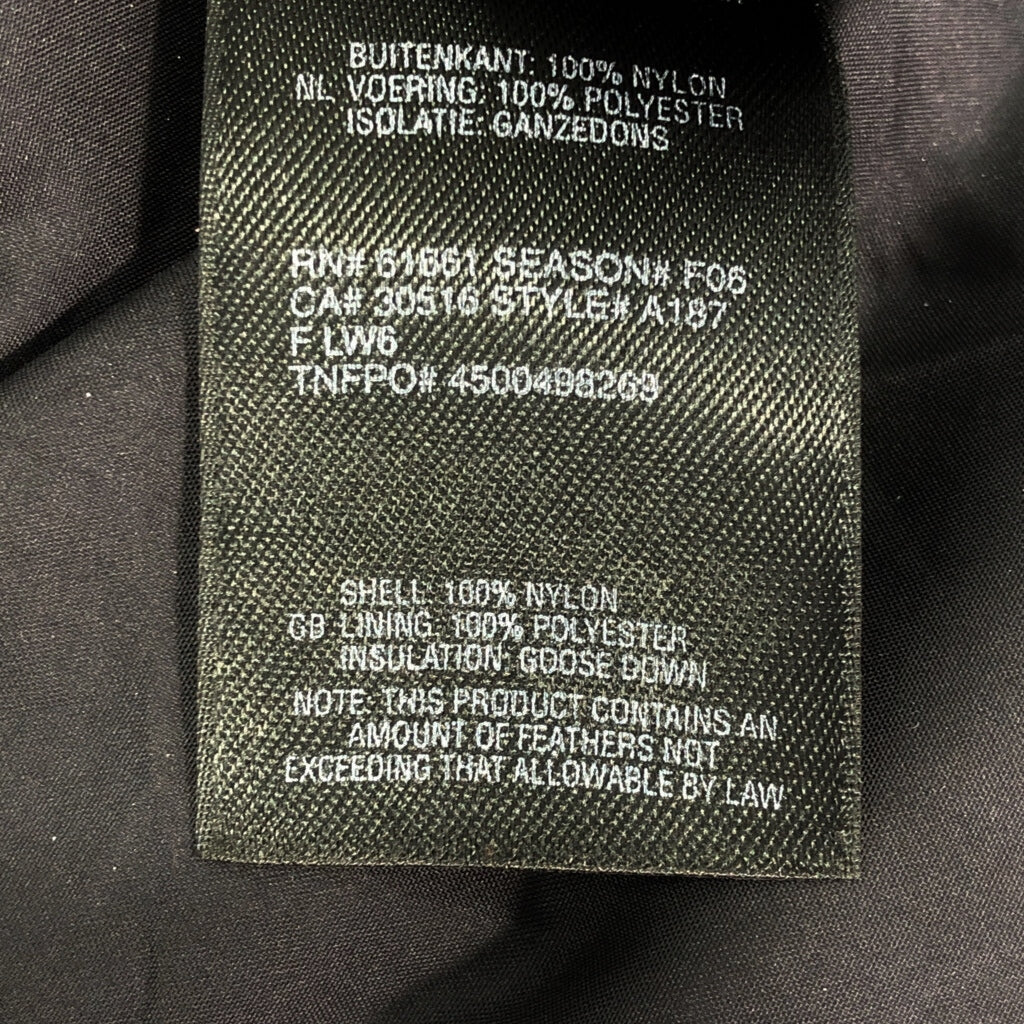 BUITENKANT: 100% NYLON
NL VOERING: 100% POLYESTER
ISOLATIE: GANZEDONS
RN# 61661 SEASON# F06
CA# 30516 STYLE# A187
F LW6
TNFPO# 4500498269
SHELL: 100% NYLON
GB LINING: 100% POLYESTER
INSULATION: GOOSE DOWN
NOTE: THIS PRODUCT CONTAINS AN
AMOUNT OF FEATHERS NOT
EXCEEDING THAT ALLOWABLE BY LAW